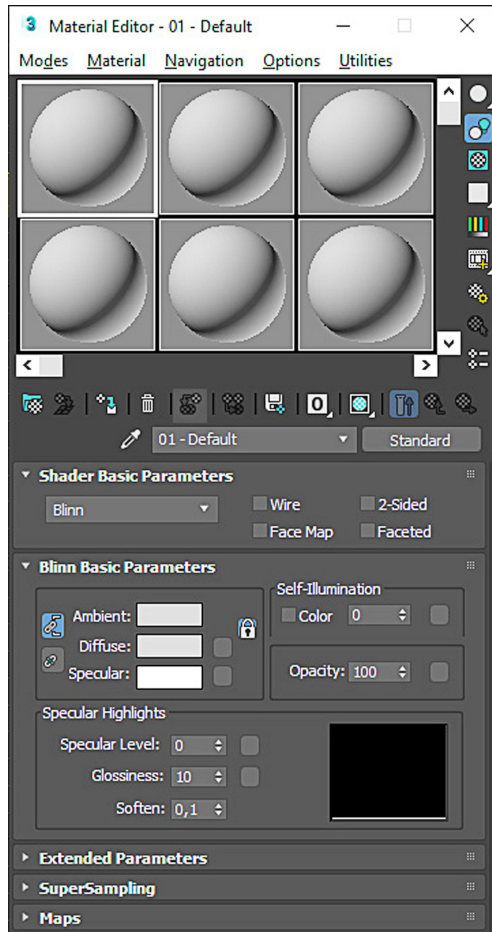 3 Material Editor - 01 - Default
Modes Material Navigation Options Utilities
0
01 - Default Standard
Shader Basic Parameters
Blinn Wire 2-Sided
Face Map Faceted
Blinn Basic Parameters
Self-Illumination
Ambient: Color 0
Diffuse:
Specular: Opacity: 100
Specular Highlights
Specular Level: 0
Glossiness: 10
Soften: 0,1
Extended Parameters
SuperSampling
Maps